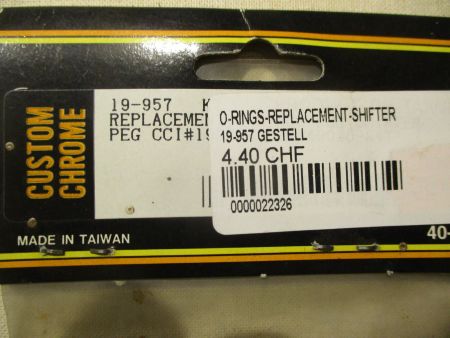 CUSTOM
CHROME
19-957
REPLACEMEN
PEG CCI#19
O-RINGS-REPLACEMENT-SHIFTER
19-957 GESTELL
4.40 CHF
0000022326
MADE IN TAIWAN
40-